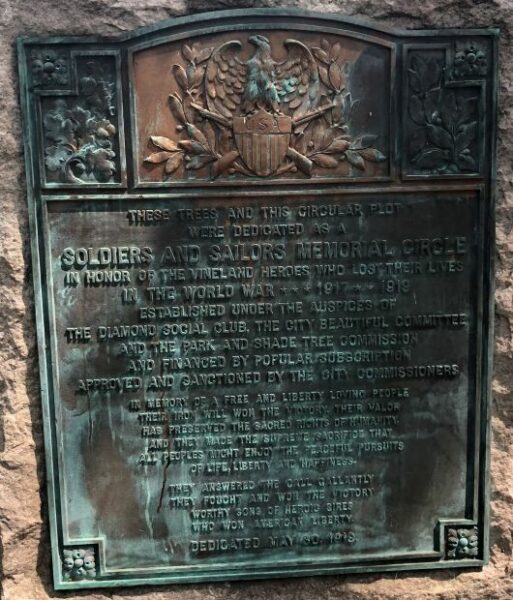 U S
THESE TREES AND THIS CIRCULAR PLOT
WERE DEDICATED AS A
SOLDIERS AND SAILORS MEMORIAL CIRCLE
IN HONOR OF THE VINELAND HEROES WHO LOST THEIR LIVES
IN THE WORLD WAR *** 1917 ** 1919
ESTABLISHED UNDER THE AUSPICES OF
THE DIAMOND SOCIAL CLUB, THE CITY BEAUTIFUL COMMITTEE
AND THE PARK AND SHADE TREE COMMISSION
AND FINANCED BY POPULAR SUBSCRIPTION
APPROVED AND SANCTIONED BY THE CITY COMMISSIONERS
IN MEMORY OF A FREE AND LIBERTY LOVING PEOPLE
THEIR IRON WILL WON THE VICTORY, THEIR VALOR
HAS PRESERVED THE SACRED RIGHTS OF HUMANITY,
AND THEY MADE THE SUPREME SACRIFICE THAT
ALL PEOPLES MIGHT ENJOY THE PEACEFUL PURSUITS
OF LIFE, LIBERTY AND HAPPINESS.
THEY ANSWERED THE CALL GALLANTLY
THEY FOUGHT AND WON THE VICTORY
WORTHY SONS OF HEROIC SIRES
WHO WON AMERICAN LIBERTY.
DEDICATED MAY 30, 1919.